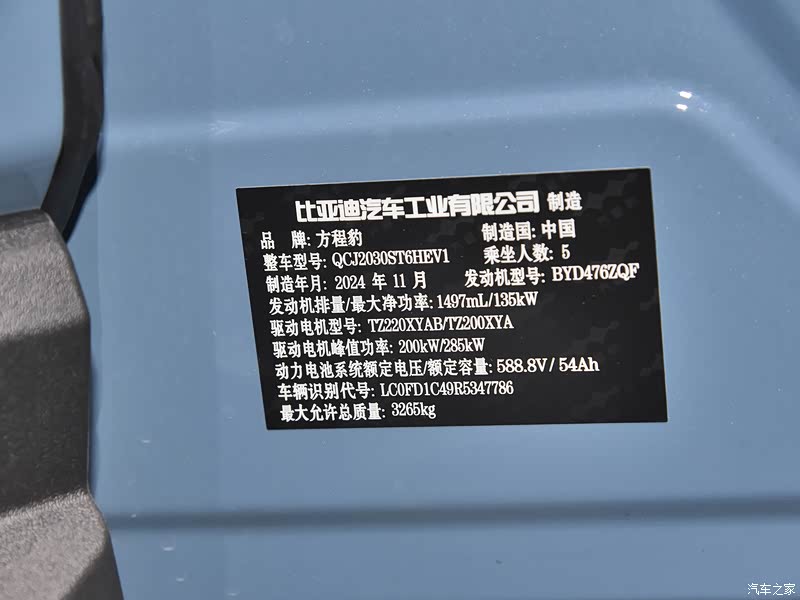 比亚迪汽车工业有限公司 制造
品 牌: 方程豹 制造国: 中国
整车型号: QCJ2030ST6HEV1 乘坐人数: 5
制造年月: 2024 年 11 月 发动机型号: BYD476ZQF
发动机排量/最大净功率: 1497mL/135kW
驱动电机型号: TZ220XYAB/TZ200XYA
驱动电机峰值功率: 200kW/285kW
动力电池系统额定电压/额定容量: 588.8V / 54Ah
车辆识别代号: LC0FD1C49R5347786
最大允许总质量: 3265kg
汽车之家